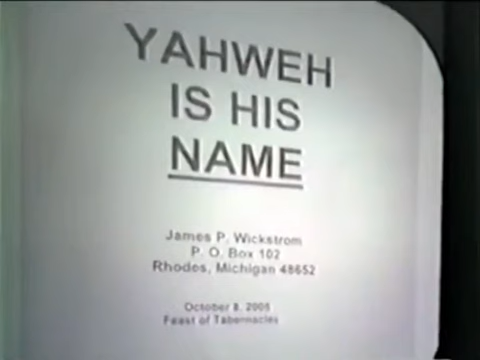 YAHWEH
IS HIS
NAME
James P. Wickstrom
P. O. Box 102
Rhodes, Michigan 48652
October 8, 2005
Feast of Tabernacles